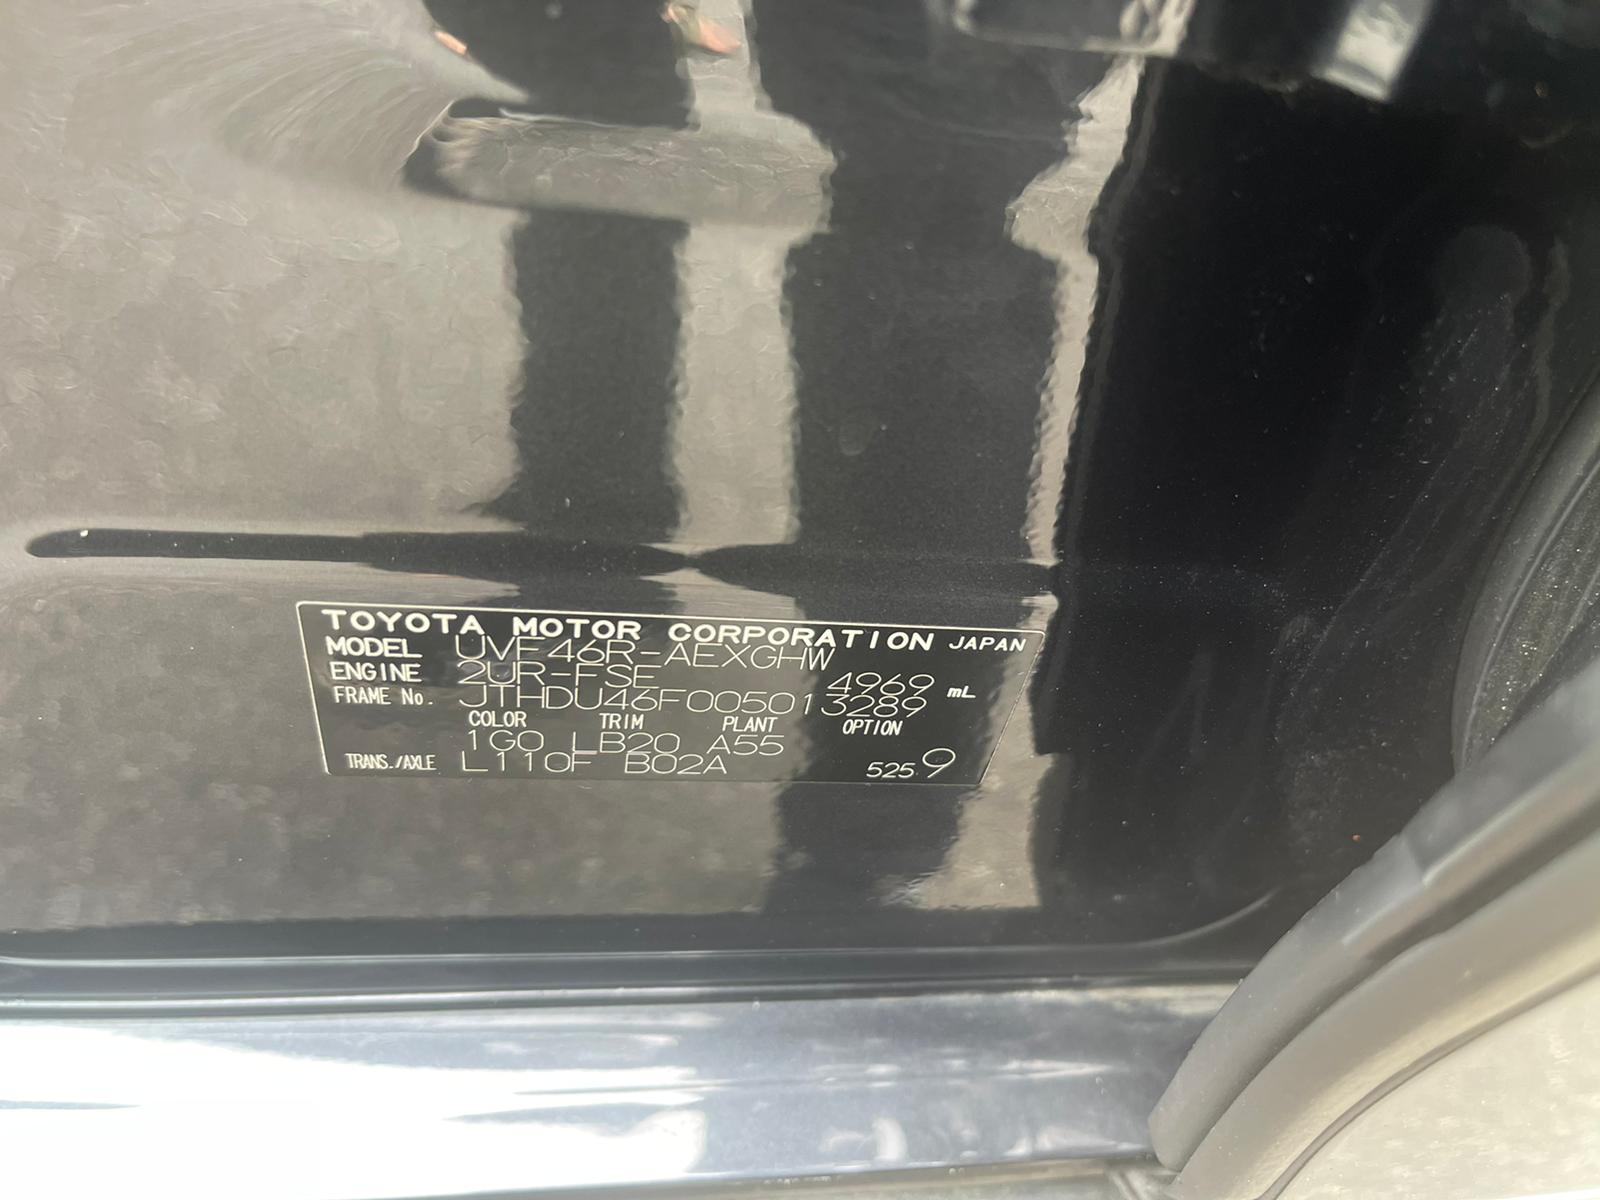 TOYOTA MOTOR CORPORATION JAPAN
MODEL UVF46R-AEXGHW
ENGINE 2UR-FSE 4969 mL
FRAME No. JTHDU46F005013289
COLOR TRIM PLANT OPTION
1G0 LB20 A55
TRANS./AXLE L110F B02A 525 9